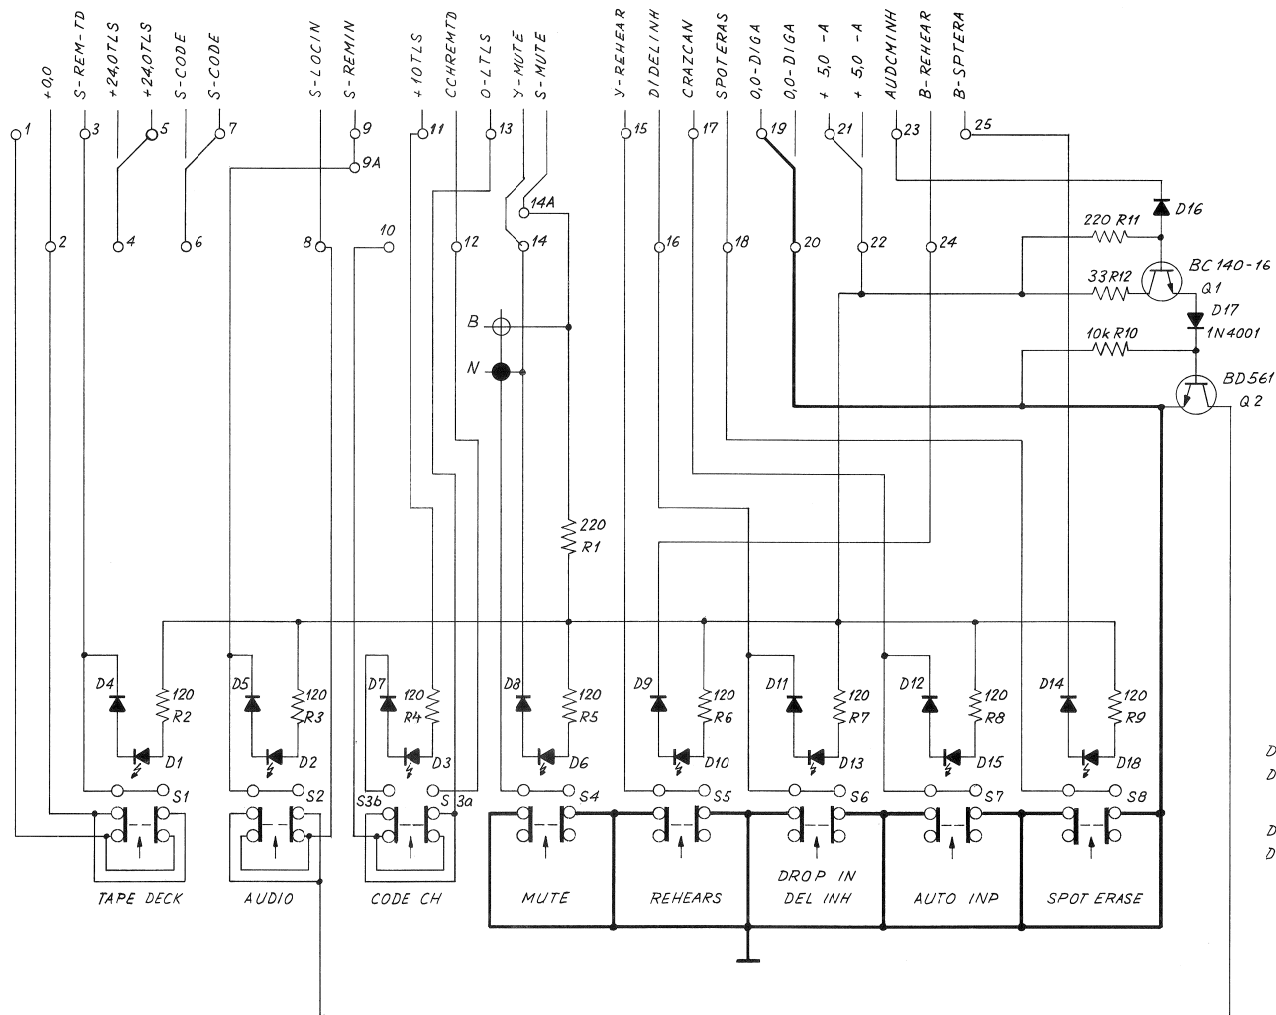 +0,0
S-REM-TD
+24,0TLS
+24,0TLS
S-CODE
S-CODE
S-LOCIN
S-REMIN
+10TLS
CCHREMTD
O-LTLS
Y-MUTE
S-MUTE
Y-REHEAR
DIDELINH
CRAZCAN
SPOTERAS
0,0-DIGA
0,0-DIGA
+ 5,0 -A
+ 5,0 -A
AUDCMINH
B-REHEAR
B-SPTERA
1
3
5
7
9
11
13
15
17
19
21
23
25
9A
14A
2
4
6
8
10
12
14
16
18
20
22
24
D16
220 R11
BC 140-16
Q1
33 R12
D17
1N4001
10k R10
BD561
Q2
B
N
220
R1
D4
120
R2
D5
120
R3
D7
120
R4
D8
120
R5
D9
120
R6
D11
120
R7
D12
120
R8
D14
120
R9
D1
D2
D3
D6
D10
D13
D15
D18
S1
S2
S3b
S 3a
S4
S5
S6
S7
S8
TAPE DECK
AUDIO
CODE CH
MUTE
REHEARS
DROP IN
DEL INH
AUTO INP
SPOT ERASE
D
D
D
D